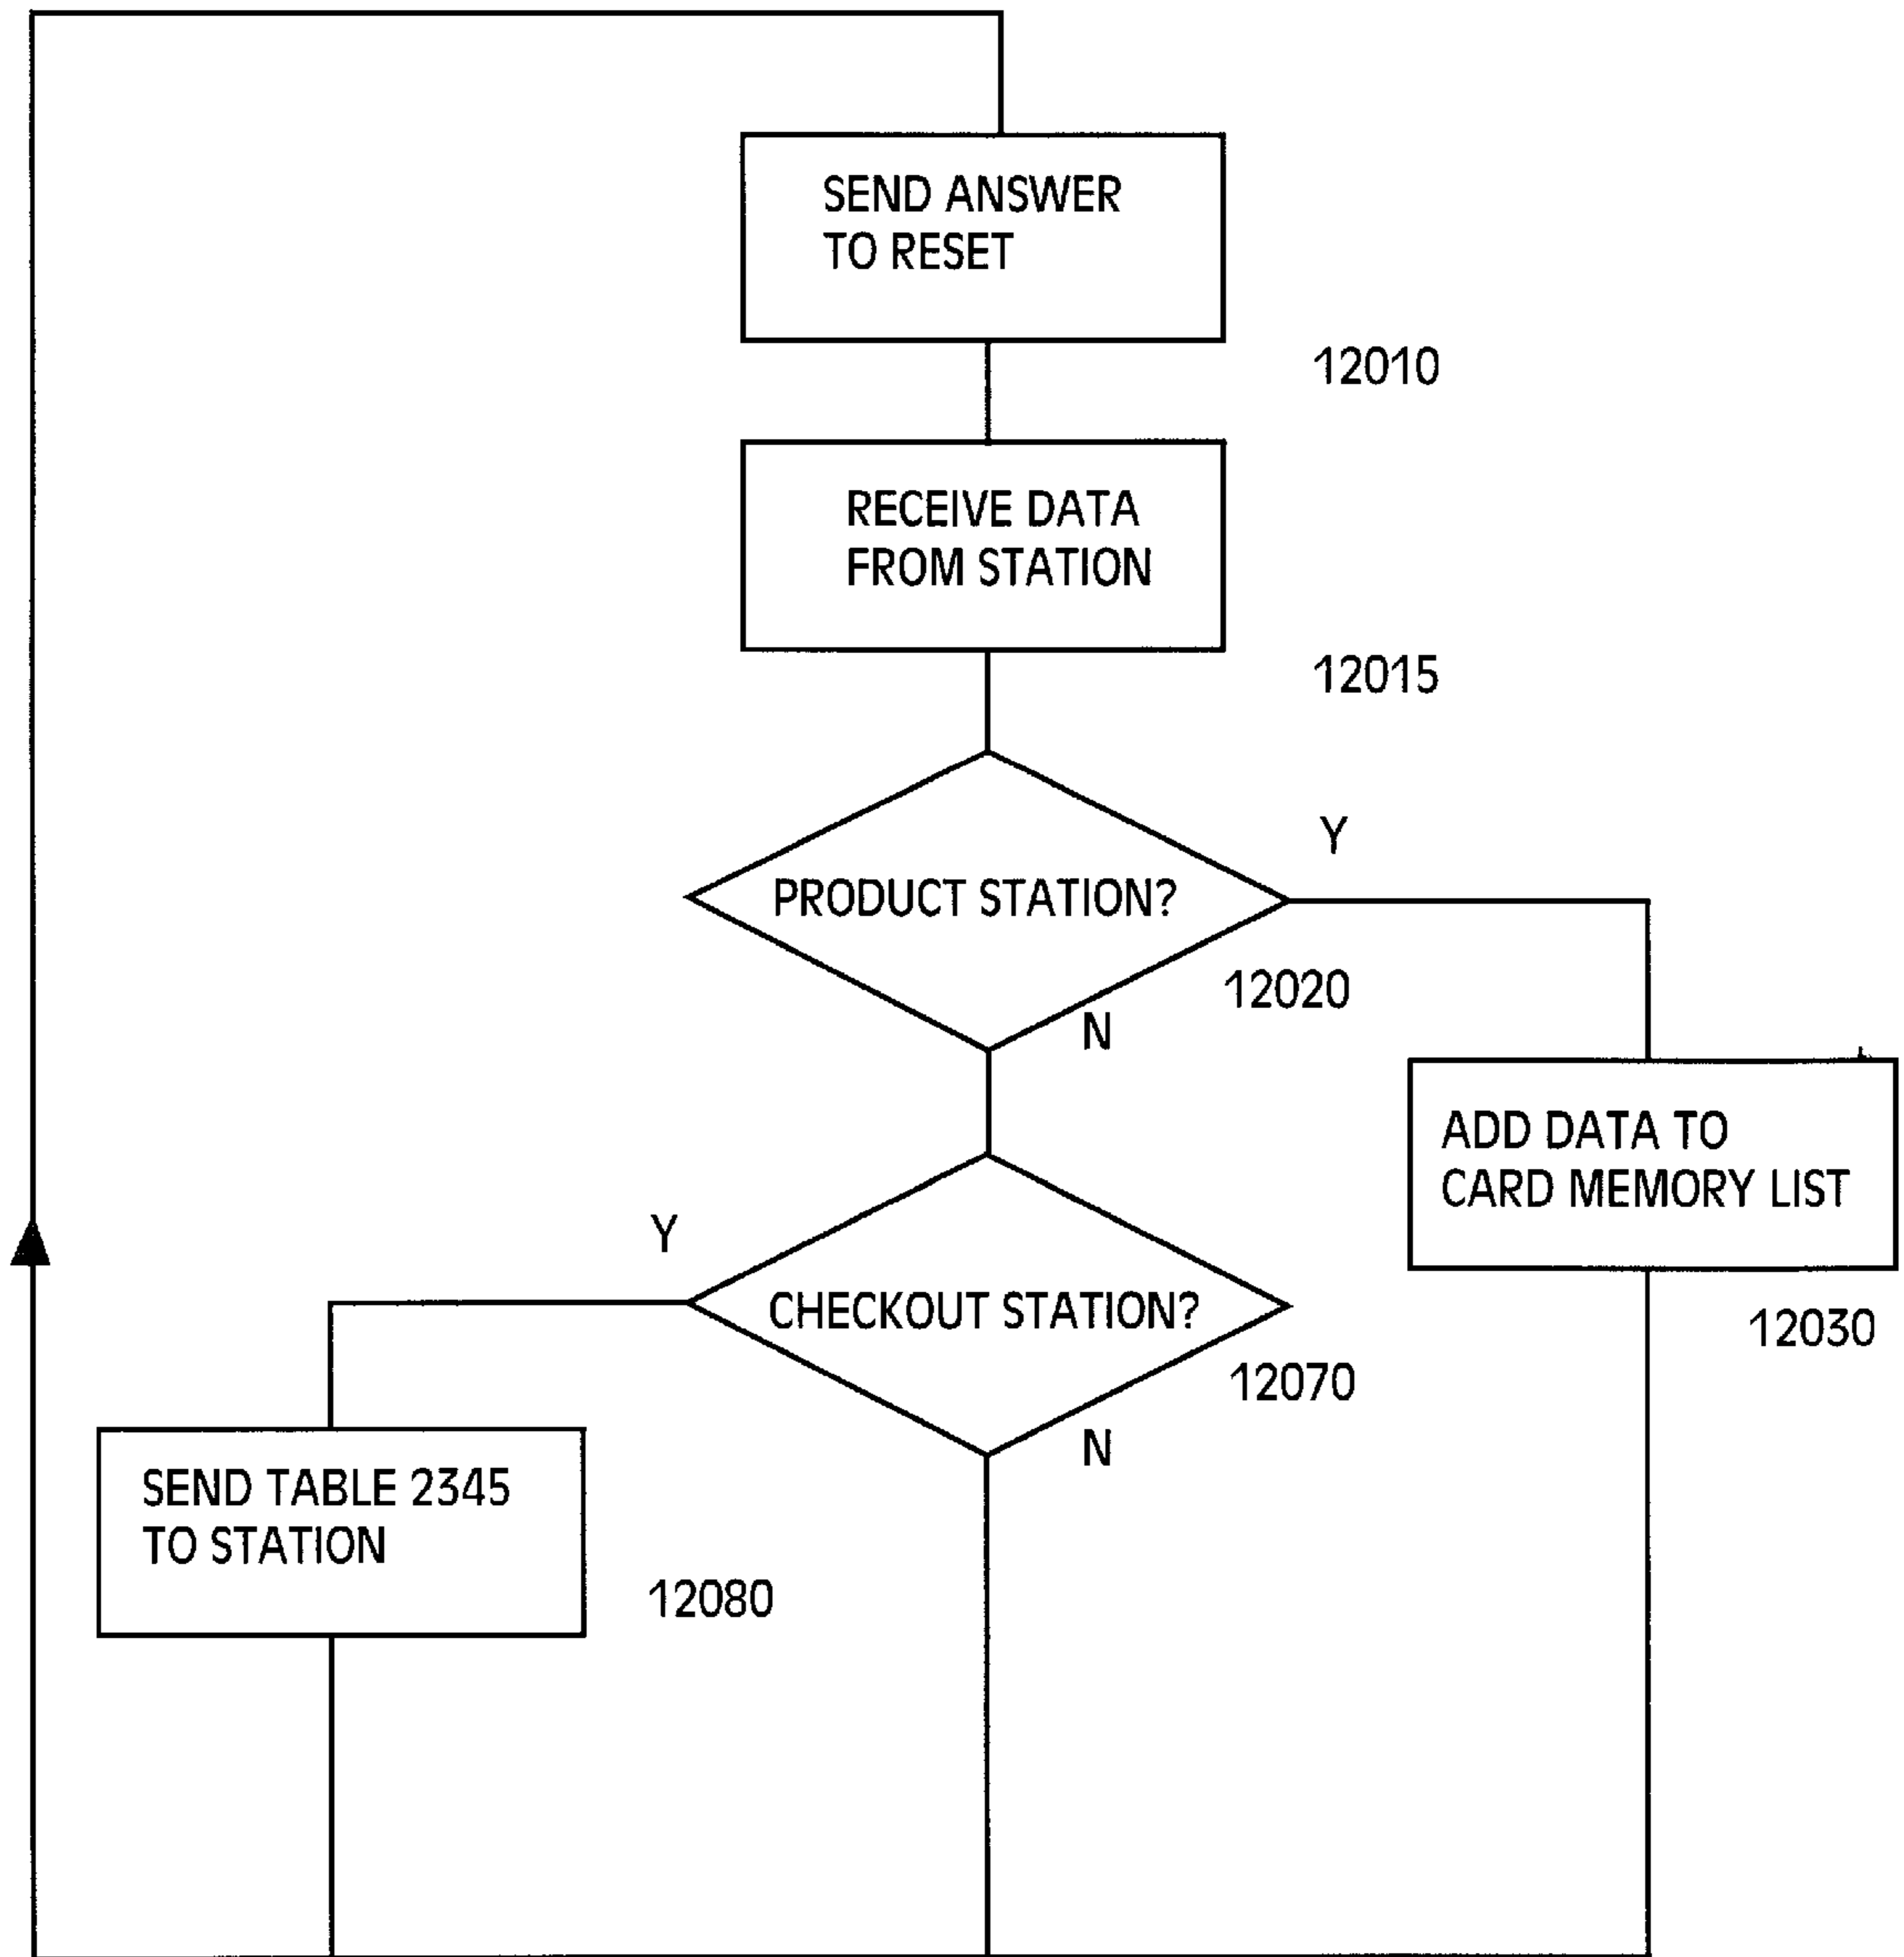 SEND ANSWER
TO RESET
12010
RECEIVE DATA
FROM STATION
12015
Y
PRODUCT STATION?
12020
N
ADD DATA TO
CARD MEMORY LIST
12030
Y
CHECKOUT STATION?
12070
N
SEND TABLE 2345
TO STATION
12080